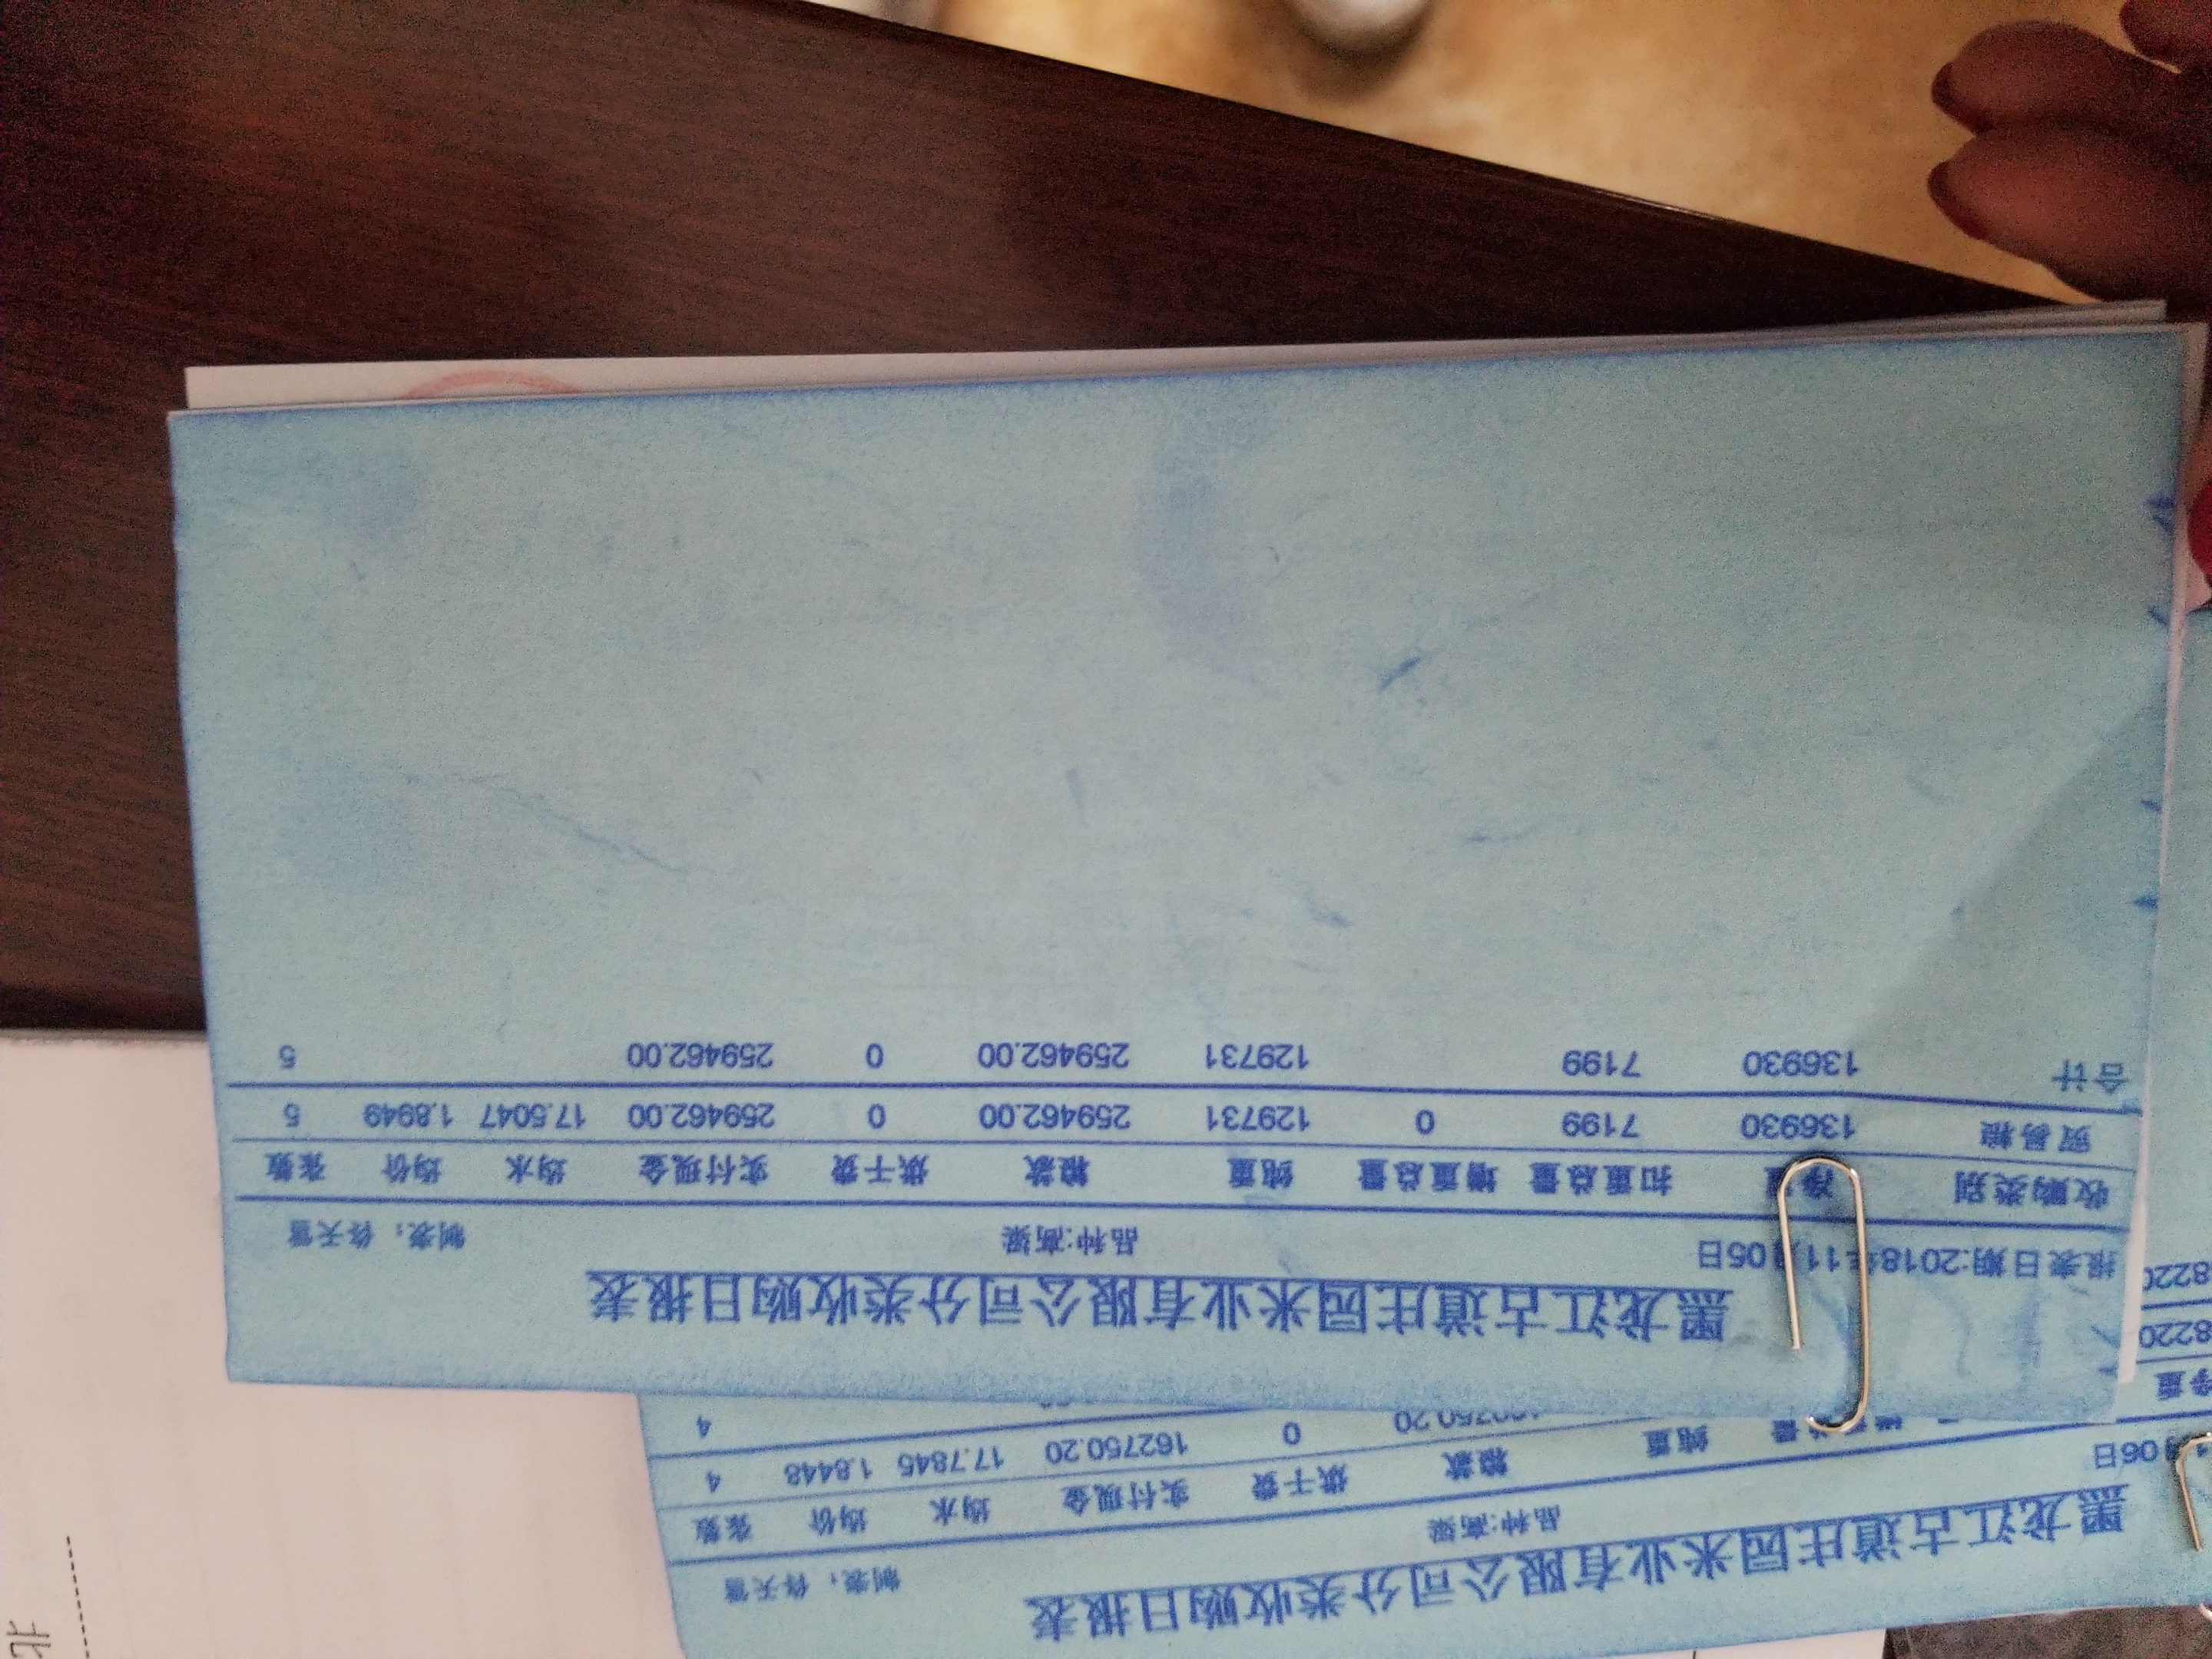 黑龙江古道庄园米业有限公司分类收购日报表
品种:高粱
制表：佟天雪
报表日期:2018年11月05日
收购类别 净重 扣重总量 增重总量 纯重 粮款 烘干费 实付现金 均水 均价 张数
贸易粮 136930 7199 0 129731 259462.00 0 259462.00 17.5047 1.8949 5
合计 136930 7199 129731 259462.00 0 259462.00 5
黑龙江古道庄园米业有限公司分类收购日报表
品种:高粱
制表：佟天雪
06日
净重 纯重 粮款 烘干费 实付现金 均水 均价 张数
8220 0 162750.20 17.7845 1.8448 4
8220 4